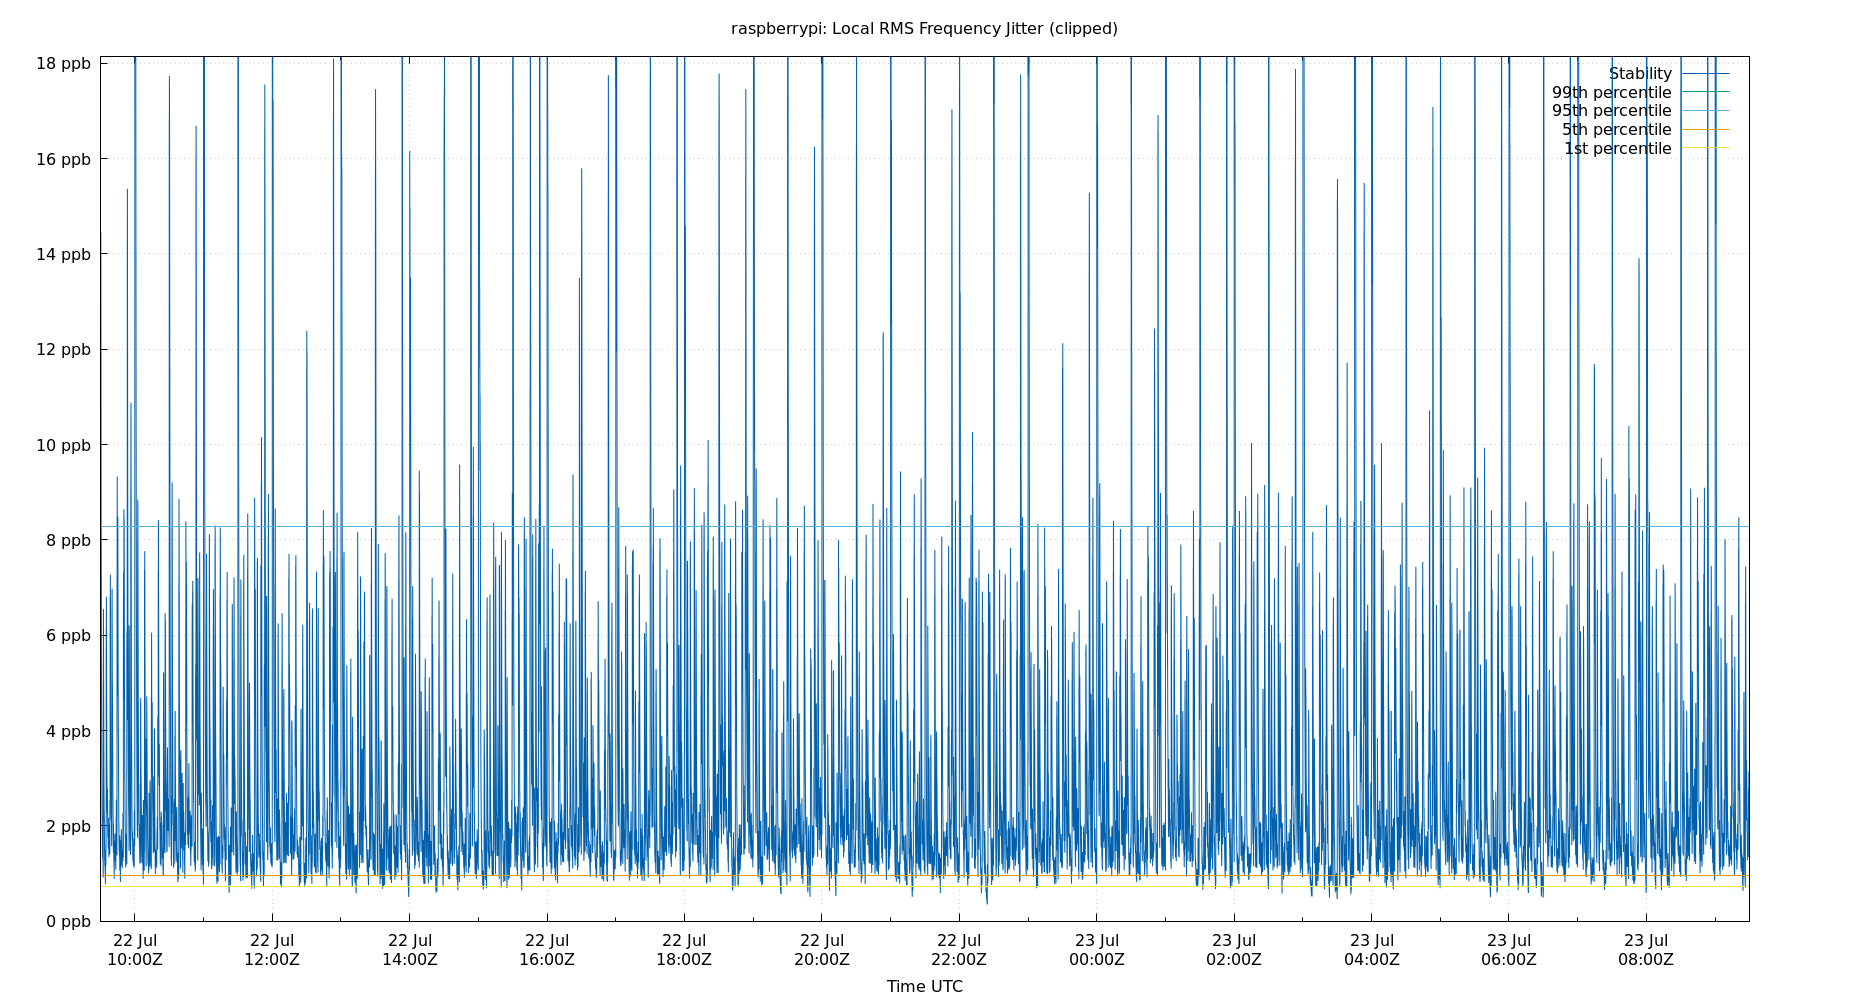 raspberrypi: Local RMS Frequency Jitter (clipped)
18 ppb
16 ppb
14 ppb
12 ppb
10 ppb
8 ppb
6 ppb
4 ppb
2 ppb
0 ppb
Stability
99th percentile
95th percentile
5th percentile
1st percentile
22 Jul 22 Jul 22 Jul 22 Jul 22 Jul 22 Jul 22 Jul 23 Jul 23 Jul 23 Jul 23 Jul 23 Jul
10:00Z 12:00Z 14:00Z 16:00Z 18:00Z 20:00Z 22:00Z 00:00Z 02:00Z 04:00Z 06:00Z 08:00Z
Time UTC